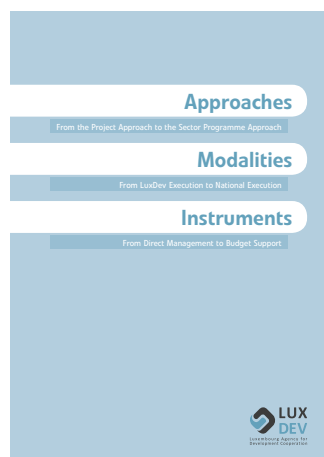 Approaches
From the Project Approach to the Sector Programme Approach
Modalities
From LuxDev Execution to National Execution
Instruments
From Direct Management to Budget Support
LUX
DEV
Luxembourg Agency for
Development Cooperation